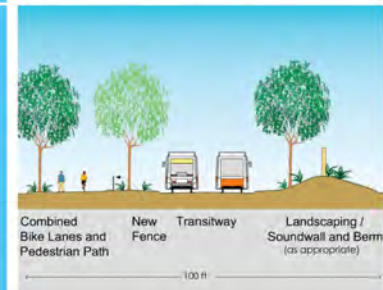 Combined
Bike Lanes and
Pedestrian Path
New
Fence
Transitway
Landscaping /
Soundwall and Berm
(as appropriate)
100 ft